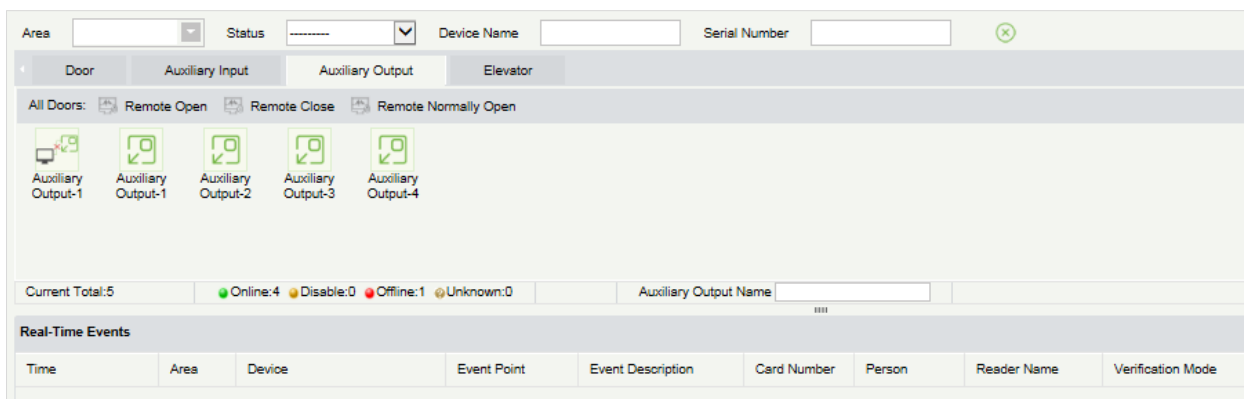 Area Status --------- Device Name Serial Number
Door Auxiliary Input Auxiliary Output Elevator
All Doors: Remote Open Remote Close Remote Normally Open
Auxiliary Auxiliary Auxiliary Auxiliary Auxiliary
Output-1 Output-1 Output-2 Output-3 Output-4
Current Total:5 Online:4 Disable:0 Offline:1 Unknown:0 Auxiliary Output Name
Real-Time Events
Time Area Device Event Point Event Description Card Number Person Reader Name Verification Mode